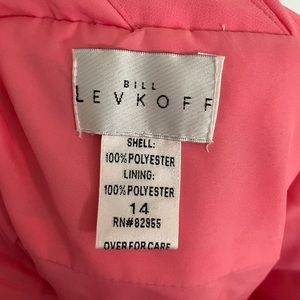 BILL
LEVKOFF
SHELL:
100% POLYESTER
LINING:
100% POLYESTER
14
RN#82955
OVER FOR CARE